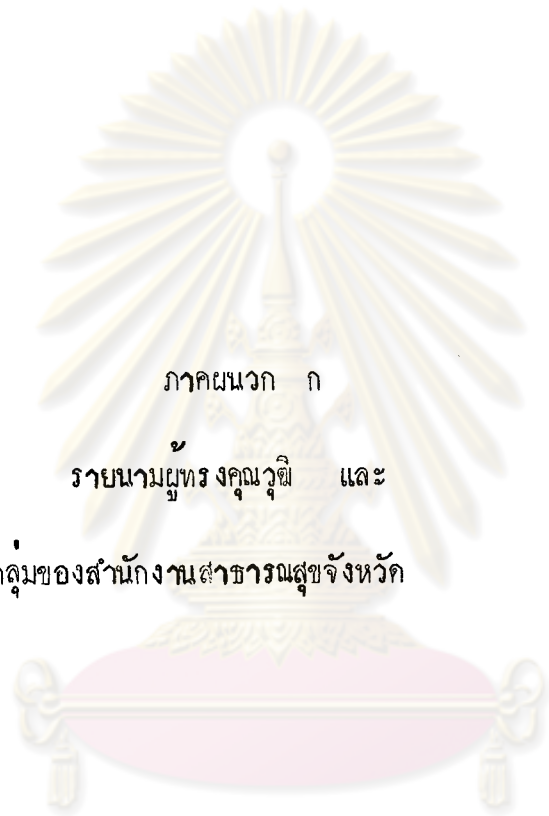 ภาคผนวก ก
รายนามผู้ทรงคุณวุฒิ และ
กลุ่มของสำนักงานสาธารณสุขจังหวัด